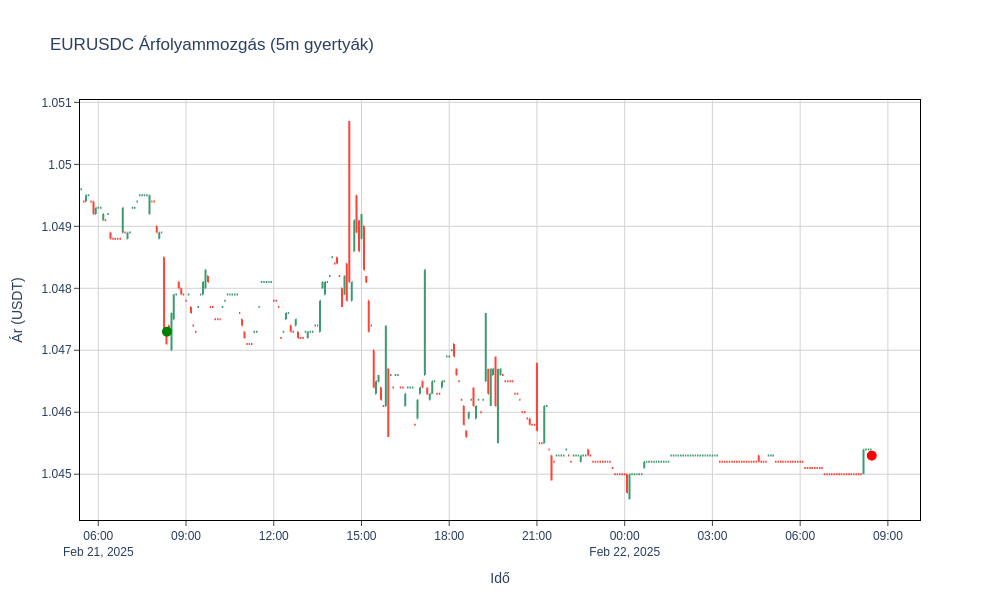 EURUSDC Árfolyammozgás (5m gyertyák)
1.051
1.05
1.049
1.048
1.047
1.046
1.045
Ár (USDT)
06:00 09:00 12:00 15:00 18:00 21:00 00:00 03:00 06:00 09:00
Feb 21, 2025 Feb 22, 2025
Idő